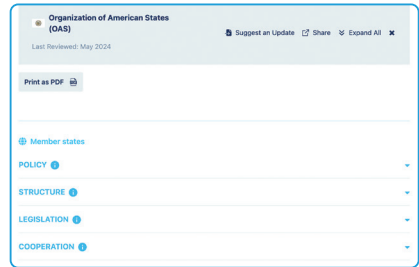 Organization of American States
(OAS)
Suggest an Update Share Expand All
Last Reviewed: May 2024
Print as PDF
Member states
POLICY
STRUCTURE
LEGISLATION
COOPERATION